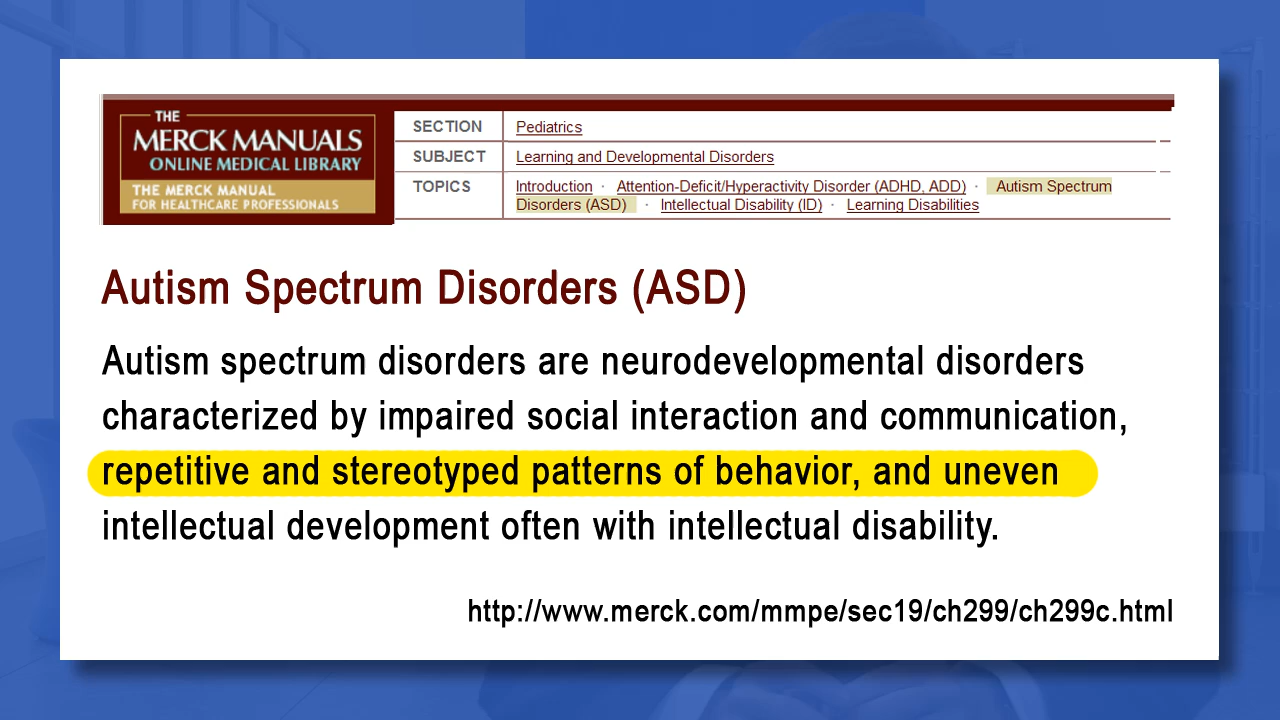 THE
MERCK MANUALS
ONLINE MEDICAL LIBRARY
THE MERCK MANUAL
FOR HEALTHCARE PROFESSIONALS
SECTION Pediatrics
SUBJECT Learning and Developmental Disorders
TOPICS Introduction · Attention-Deficit/Hyperactivity Disorder (ADHD, ADD) · Autism Spectrum
Disorders (ASD) · Intellectual Disability (ID) · Learning Disabilities
Autism Spectrum Disorders (ASD)
Autism spectrum disorders are neurodevelopmental disorders
characterized by impaired social interaction and communication,
repetitive and stereotyped patterns of behavior, and uneven
intellectual development often with intellectual disability.
http://www.merck.com/mmpe/sec19/ch299/ch299c.html